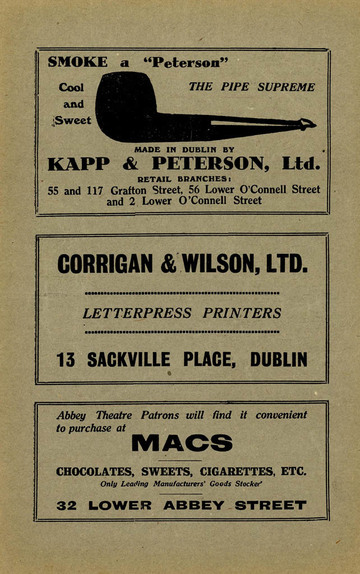 SMOKE a "Peterson"
Cool
and
Sweet
THE PIPE SUPREME
MADE IN DUBLIN BY
KAPP & PETERSON, Ltd.
RETAIL BRANCHES:
55 and 117 Grafton Street, 56 Lower O'Connell Street
and 2 Lower O'Connell Street
CORRIGAN & WILSON, LTD.
LETTERPRESS PRINTERS
13 SACKVILLE PLACE, DUBLIN
Abbey Theatre Patrons will find it convenient
to purchase at
MACS
CHOCOLATES, SWEETS, CIGARETTES, ETC.
Only Leading Manufacturers' Goods Stocked
32 LOWER ABBEY STREET